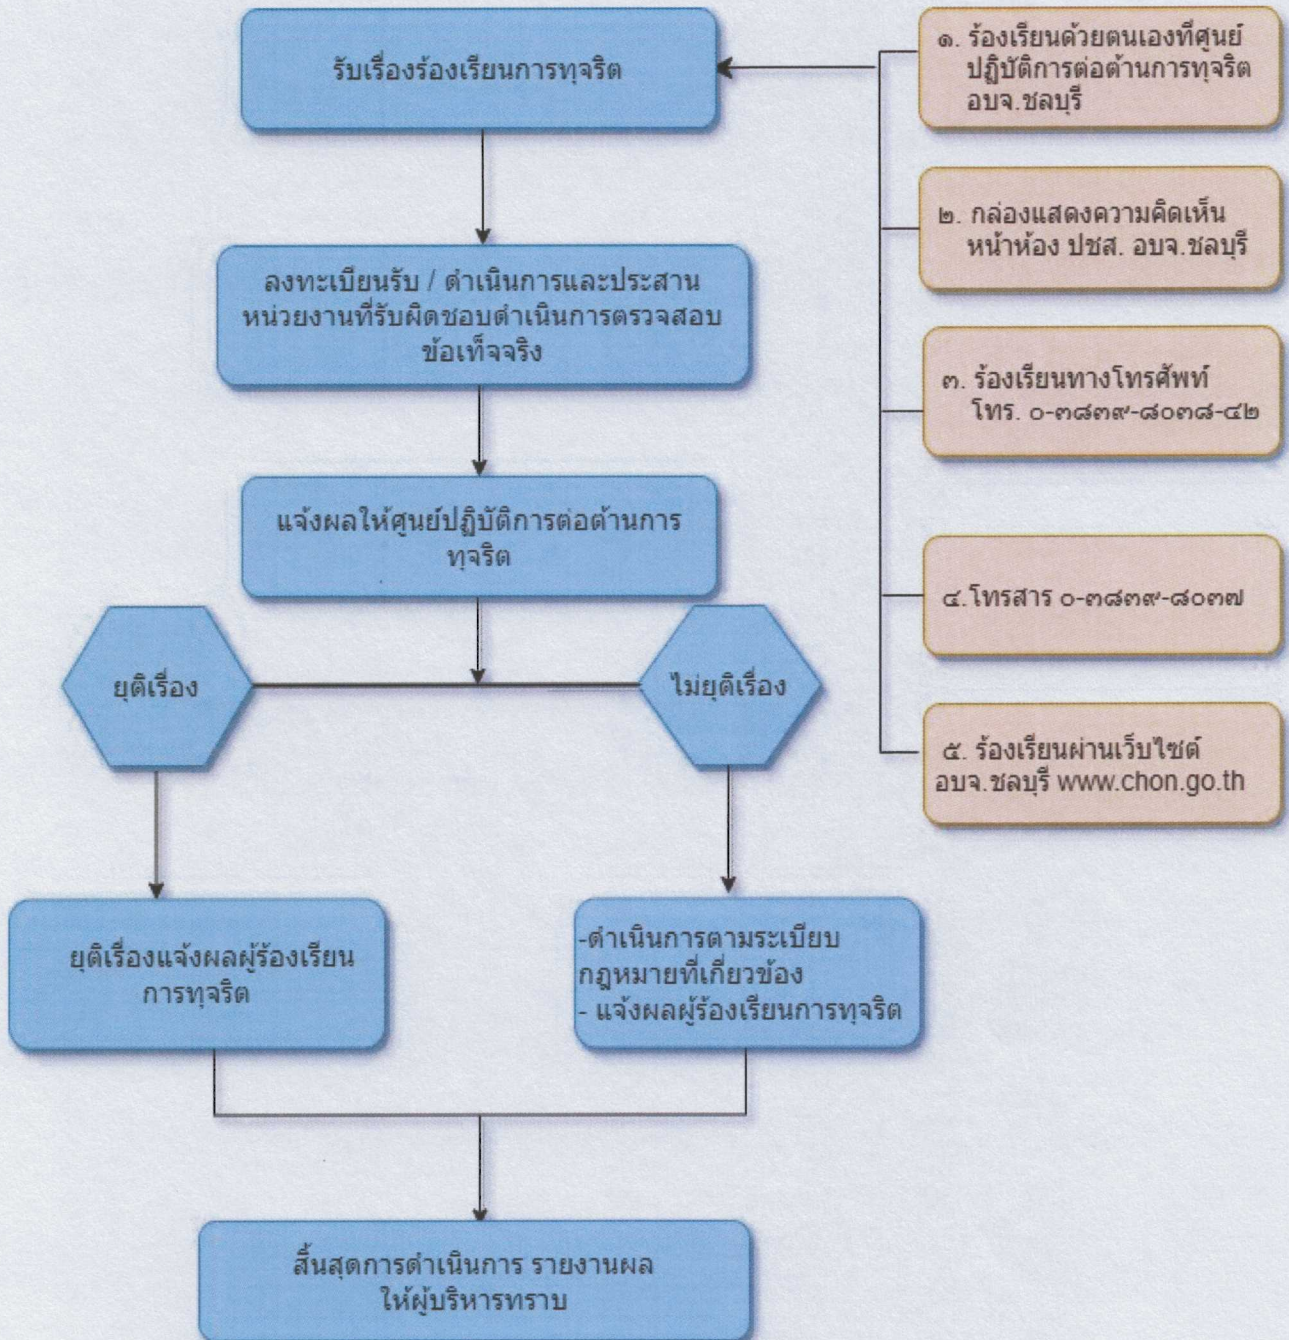 รับเรื่องร้องเรียนการทุจริต
๑. ร้องเรียนด้วยตนเองที่ศูนย์
ปฏิบัติการต่อต้านการทุจริต
อบจ.ชลบุรี
๒. กล่องแสดงความคิดเห็น
หน้าห้อง ปชส. อบจ.ชลบุรี
๓. ร้องเรียนทางโทรศัพท์
โทร. ๐-๓๘๓๙-๘๐๓๘-๔๒
๔.โทรสาร ๐-๓๘๓๙-๘๐๓๗
๕. ร้องเรียนผ่านเว็บไซต์
อบจ.ชลบุรี www.chon.go.th
ลงทะเบียนรับ / ดำเนินการและประสาน
หน่วยงานที่รับผิดชอบดำเนินการตรวจสอบ
ข้อเท็จจริง
แจ้งผลให้ศูนย์ปฏิบัติการต่อต้านการ
ทุจริต
ยุติเรื่อง
ไม่ยุติเรื่อง
ยุติเรื่องแจ้งผลผู้ร้องเรียน
การทุจริต
-ดำเนินการตามระเบียบ
กฎหมายที่เกี่ยวข้อง
- แจ้งผลผู้ร้องเรียนการทุจริต
สิ้นสุดการดำเนินการ รายงานผล
ให้ผู้บริหารทราบ